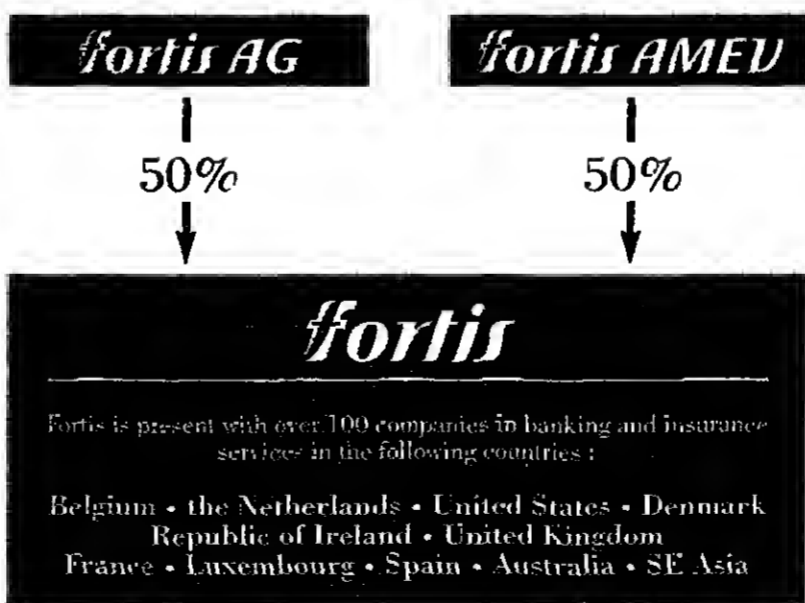 fortis AG
fortis AMEV
50%
50%
fortis
Fortis is present with over 100 companies in banking and insurance
services in the following countries :
Belgium • the Netherlands • United States • Denmark
Republic of Ireland • United Kingdom
France • Luxembourg • Spain • Australia • SE Asia